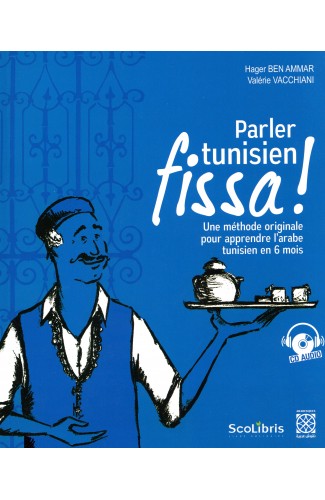 Hager BEN AMMAR
Valérie VACCHIANI
Parler
tunisien
fissa!
Une méthode originale
pour apprendre l'arabe
tunisien en 6 mois
CD AUDIO
ScoLibris